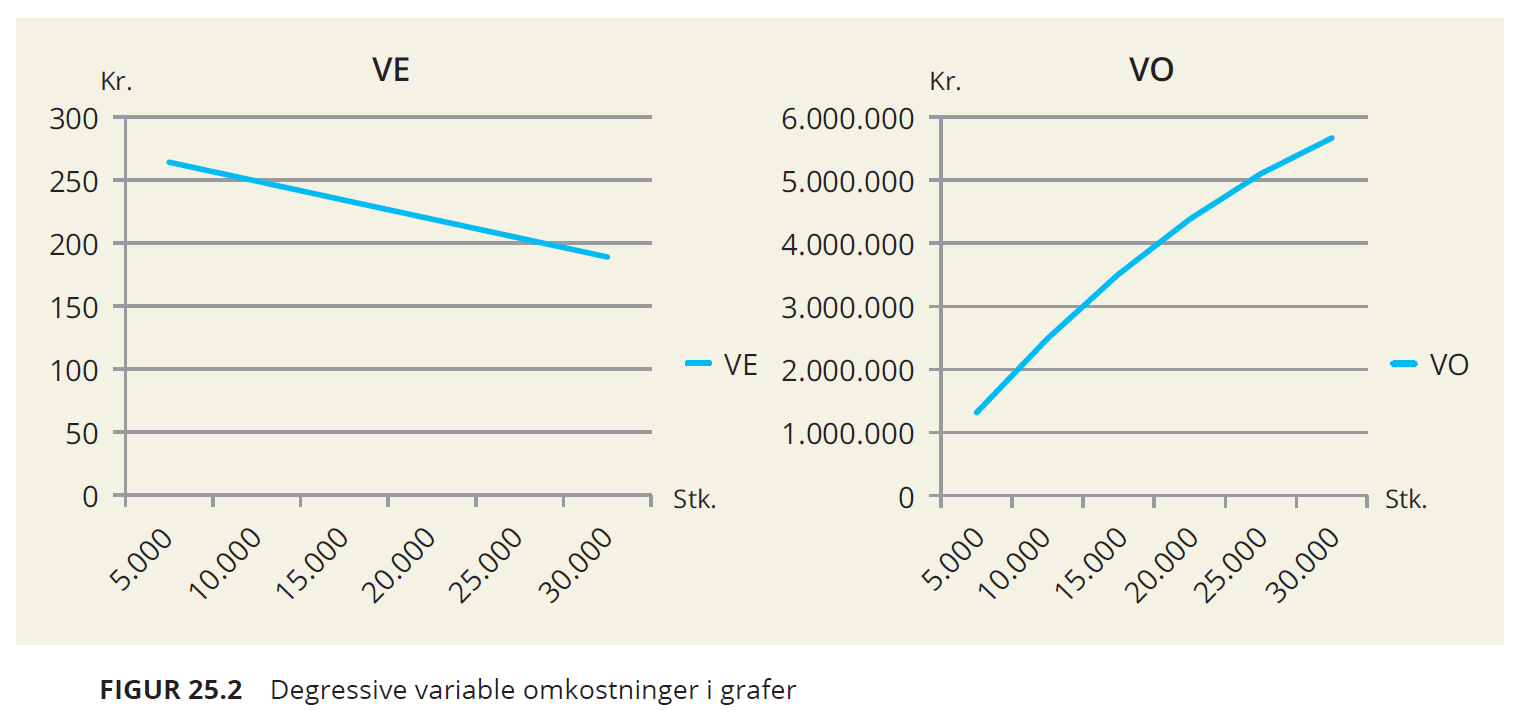 VE
Kr.
300
250
200
150
100
50
0
5.000
10.000
15.000
20.000
25.000
30.000
Stk.
VE
VO
Kr.
6.000.000
5.000.000
4.000.000
3.000.000
2.000.000
1.000.000
0
5.000
10.000
15.000
20.000
25.000
30.000
Stk.
VO
FIGUR 25.2 Degressive variable omkostninger i grafer